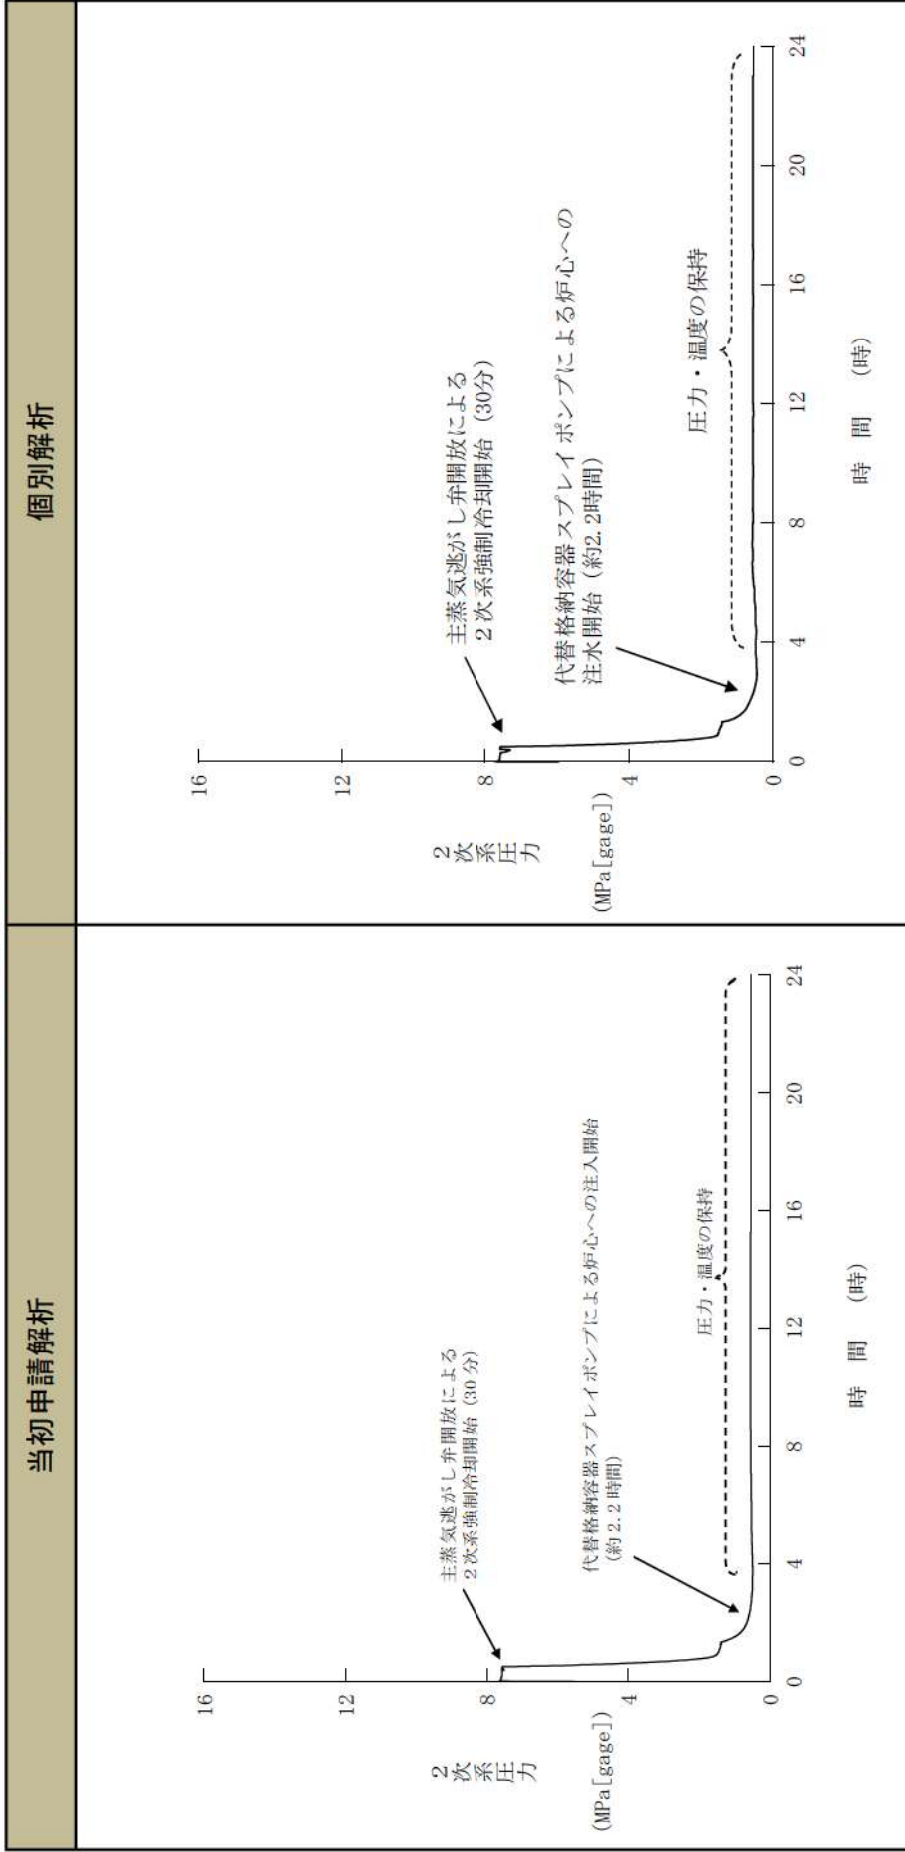 当初申請解析
16
12
8
4
0
2次系圧力
(MPa[gage])
主蒸気逃がし弁開放による
2次系強制冷却開始 (30分)
代替格納容器スプレイポンプによる炉心への注入開始
(約2.2時間)
圧力・温度の保持
0
4
8
12
16
20
24
時 間 (時)
個別解析
16
12
8
4
0
2次系圧力
(MPa[gage])
主蒸気逃がし弁開放による
2次系強制冷却開始 (30分)
代替格納容器スプレイポンプによる炉心への
注水開始 (約2.2時間)
圧力・温度の保持
0
4
8
12
16
20
24
時 間 (時)